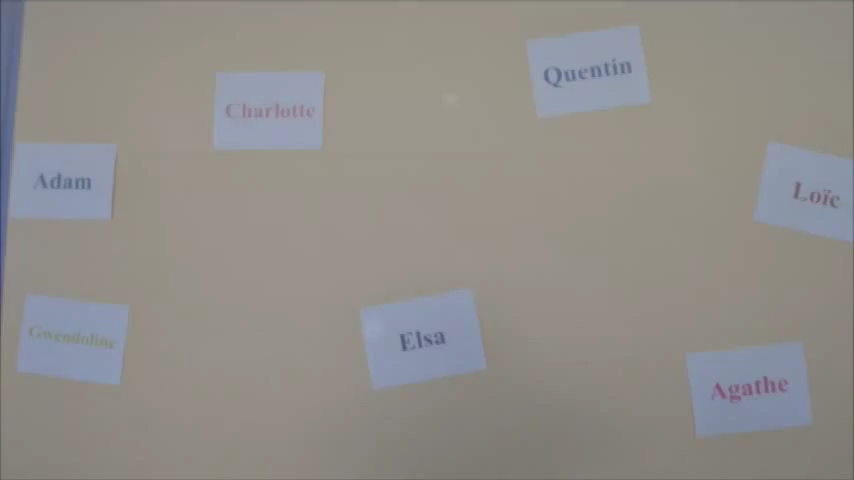 Quentin
Charlotte
Adam
Loïc
Gwendoline
Elsa
Agathe